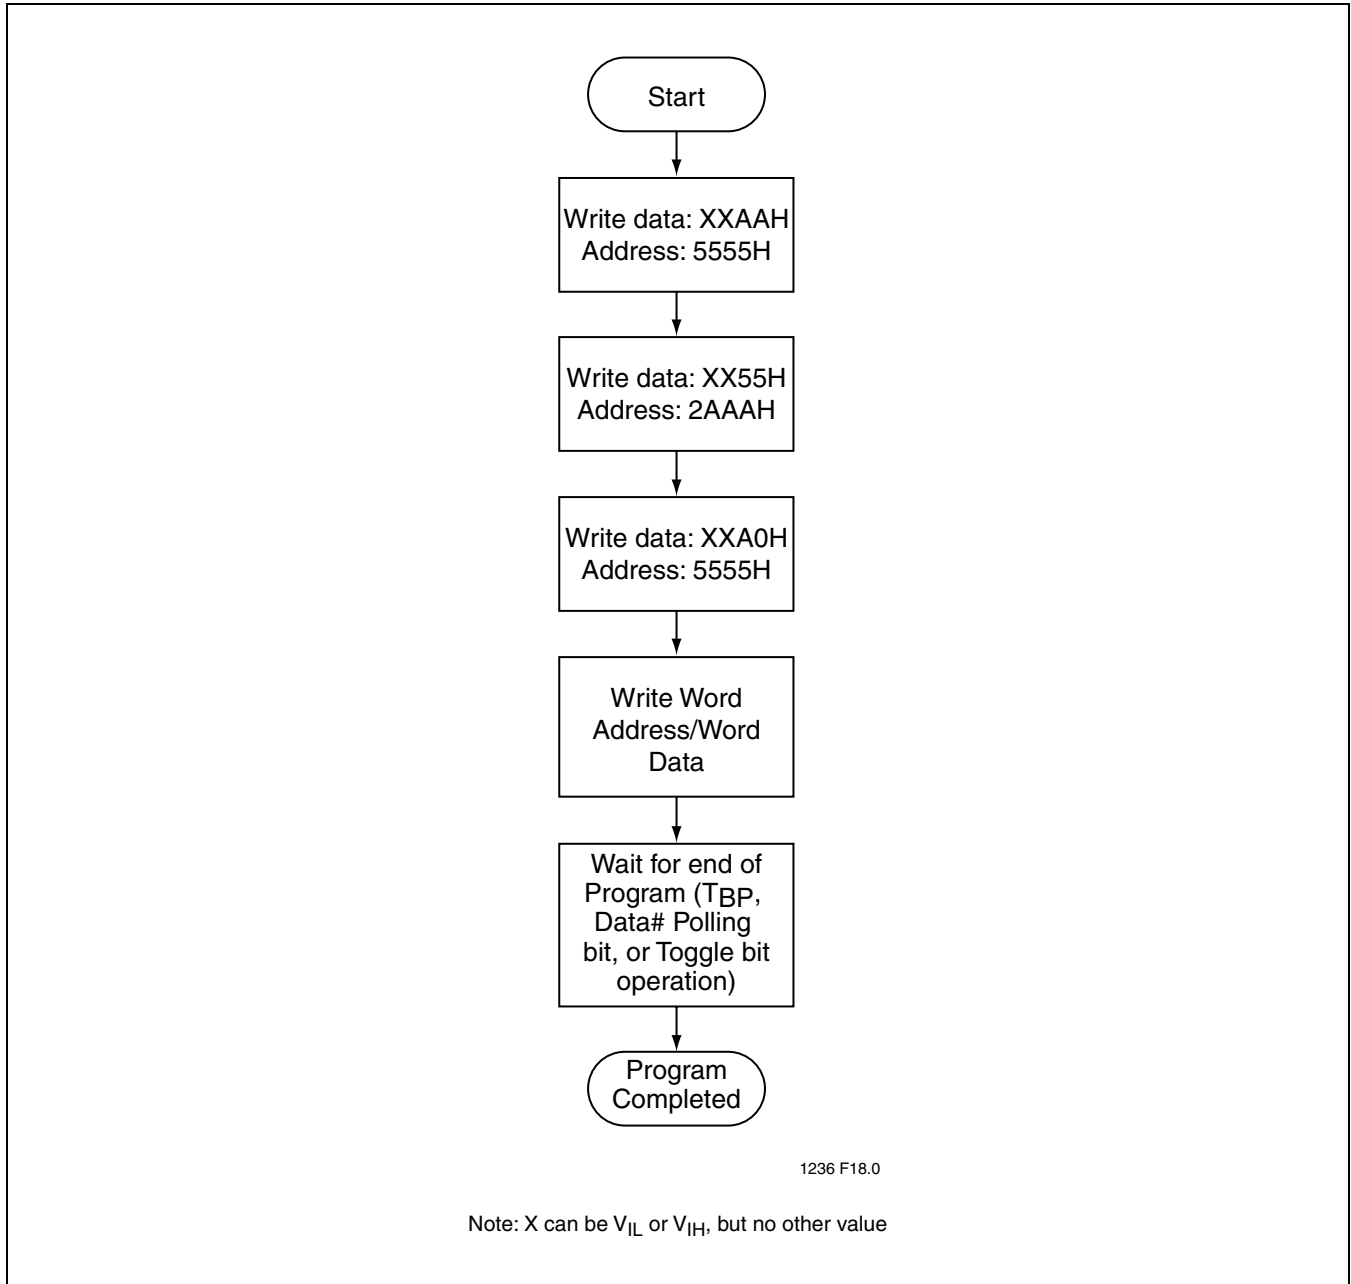 Start
Write data: XXAAH
Address: 5555H
Write data: XX55H
Address: 2AAAH
Write data: XXA0H
Address: 5555H
Write Word
Address/Word
Data
Wait for end of
Program (TBP,
Data# Polling
bit, or Toggle bit
operation)
Program
Completed
1236 F18.0
Note: X can be VIL or VIH, but no other value